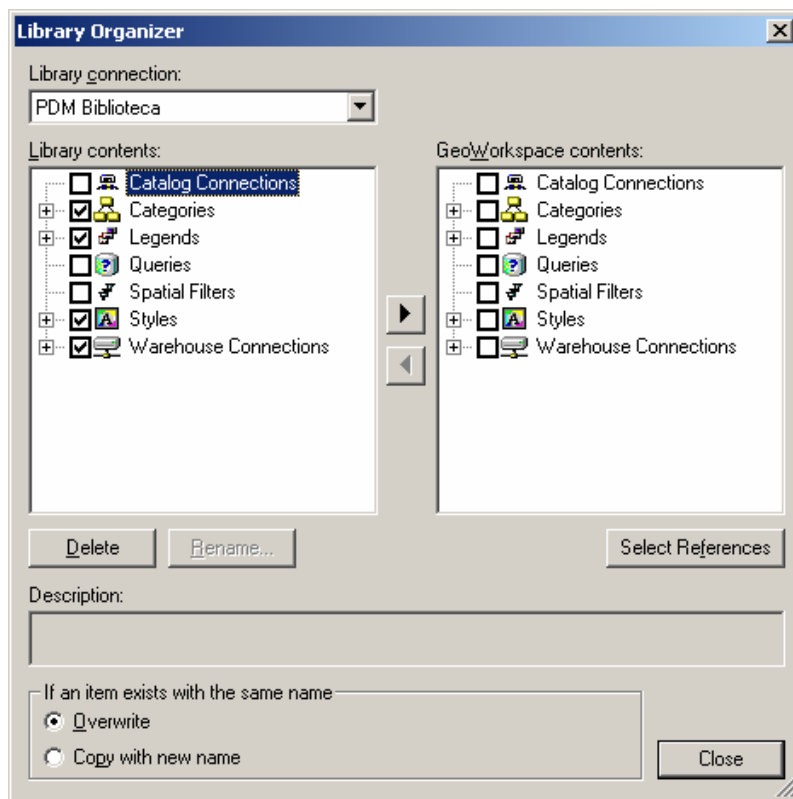 Library Organizer
Library connection:
PDM Biblioteca
Library contents:
Catalog Connections
Categories
Legends
Queries
Spatial Filters
Styles
Warehouse Connections
GeoWorkspace contents:
Catalog Connections
Categories
Legends
Queries
Spatial Filters
Styles
Warehouse Connections
Delete
Rename...
Select References
Description:
If an item exists with the same name
Overwrite
Copy with new name
Close